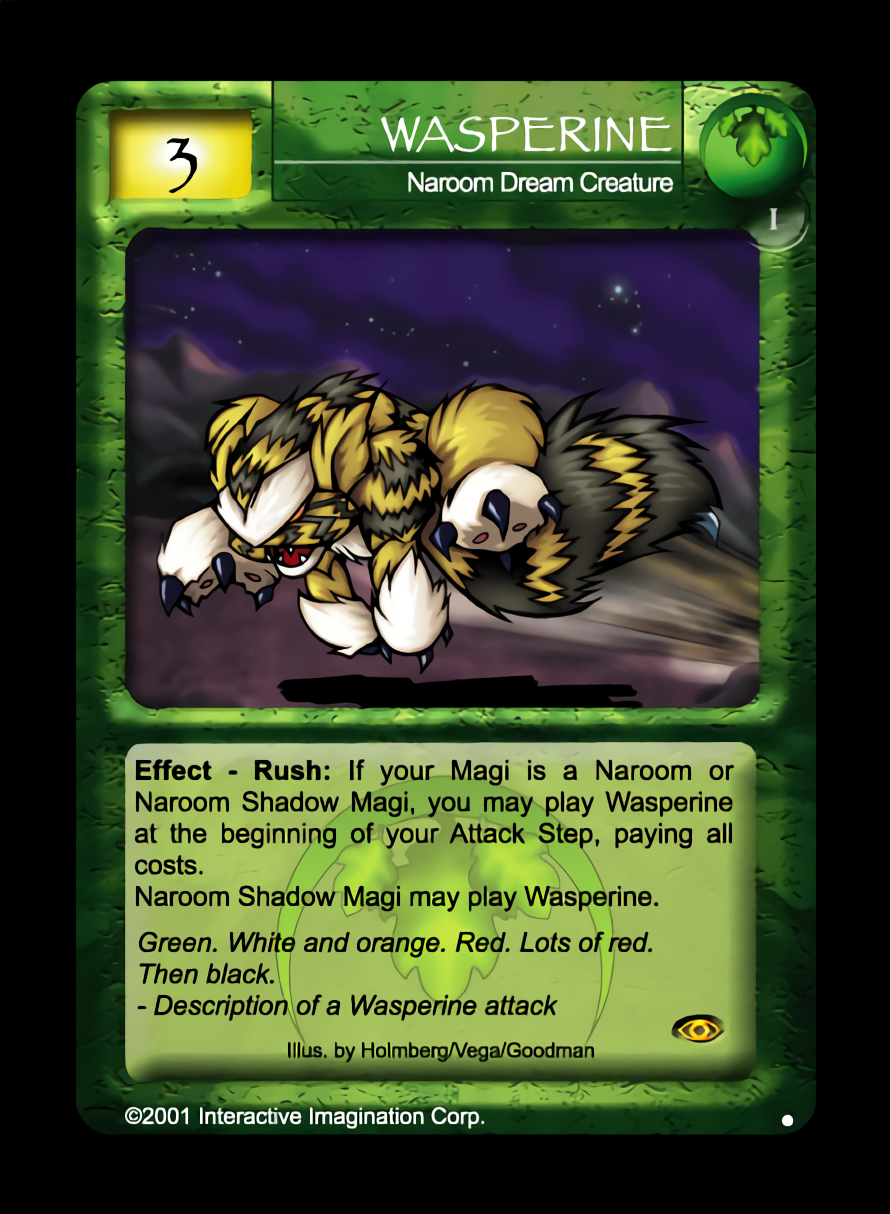 3
WASPERINE
Naroom Dream Creature
I
Effect - Rush: If your Magi is a Naroom or
Naroom Shadow Magi, you may play Wasperine
at the beginning of your Attack Step, paying all
costs.
Naroom Shadow Magi may play Wasperine.
Green. White and orange. Red. Lots of red.
Then black.
- Description of a Wasperine attack
Illus. by Holmberg/Vega/Goodman
©2001 Interactive Imagination Corp.